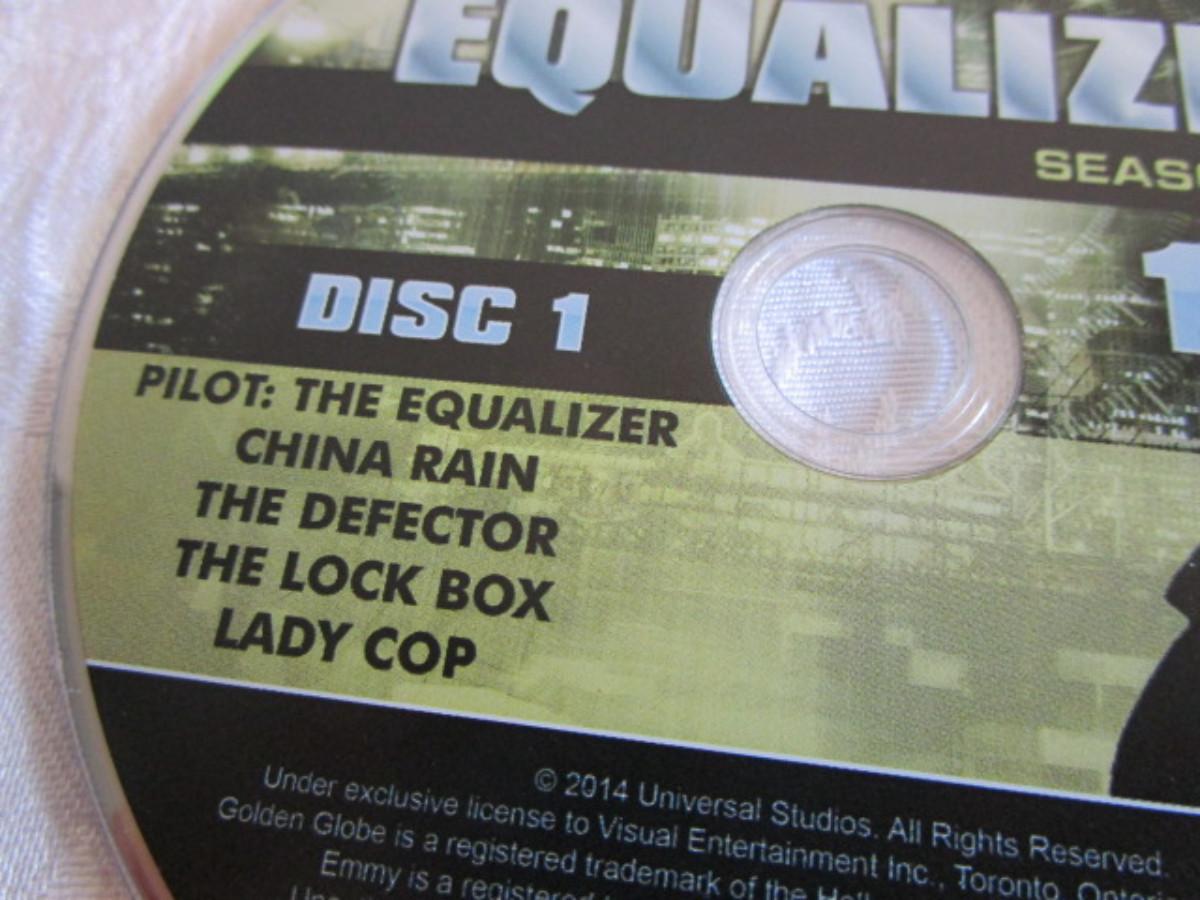 EQUALIZ
SEAS
DISC 1
1
PILOT: THE EQUALIZER
CHINA RAIN
THE DEFECTOR
THE LOCK BOX
LADY COP
© 2014 Universal Studios. All Rights Reserved.
Under exclusive license to Visual Entertainment Inc., Toronto, Ontari
Golden Globe is a registered trademark of the
Emmy is a registered